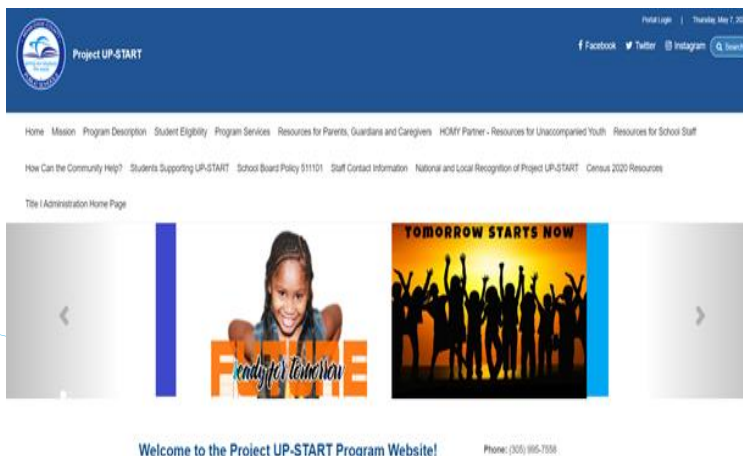 Portal Login | Thursday, May 7, 202
Project UP-START
Facebook Twitter Instagram Search
Home Mission Program Description Student Eligibility Program Services Resources for Parents, Guardians and Caregivers HOMY Partner - Resources for Unaccompanied Youth Resources for School Staff
How Can the Community Help? Students Supporting UP-START School Board Policy 5111.01 Staff Contact Information National and Local Recognition of Project UP-START Census 2020 Resources
Title I Administration Home Page
TOMORROW STARTS NOW
FUTURE
ready for tomorrow
Welcome to the Project UP-START Program Website!
Phone: (305) 995-7558